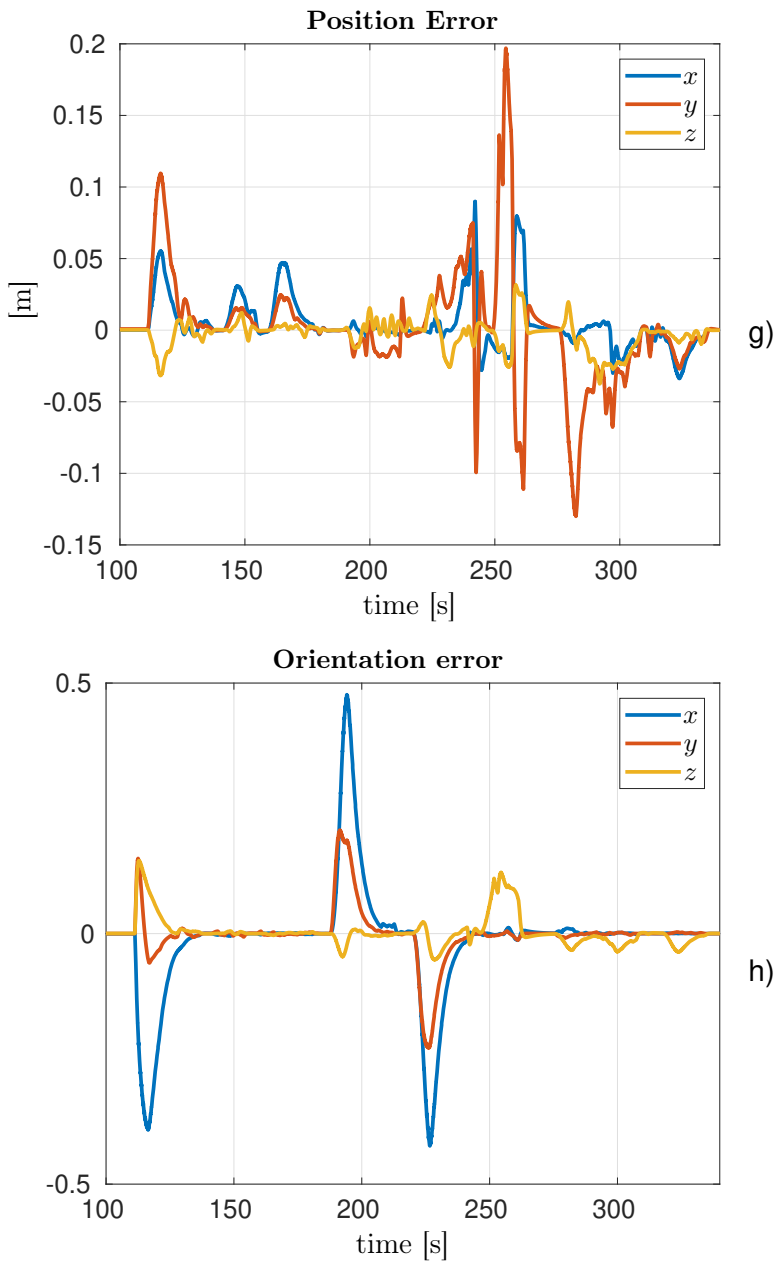 Position Error
0.2
0.15
0.1
0.05
0
-0.05
-0.1
-0.15
[m]
x
y
z
100
150
200
250
300
time [s]
g)
Orientation error
0.5
0
-0.5
x
y
z
100
150
200
250
300
time [s]
h)